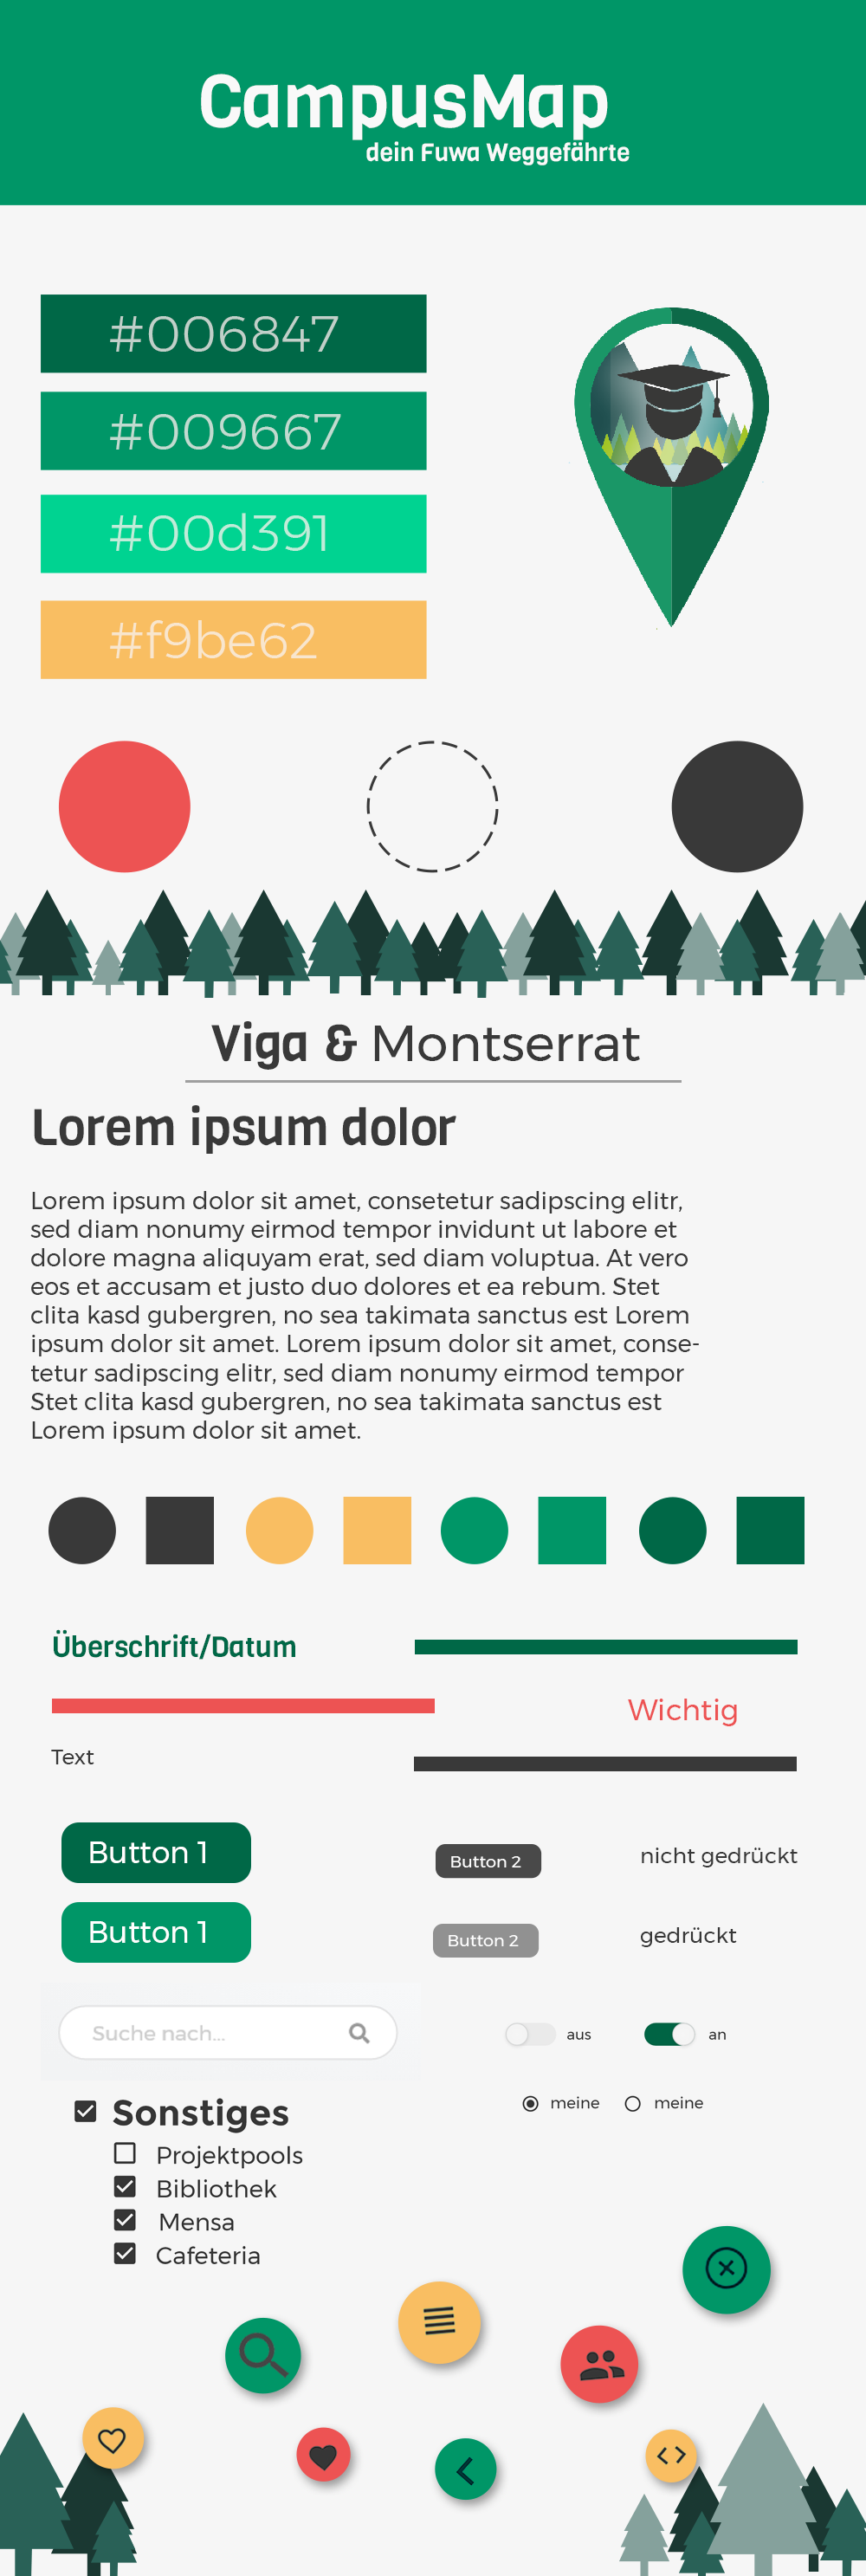 CampusMap
dein Fuwa Weggefährte
#006847
#009667
#00d391
#f9be62
Viga & Montserrat
Lorem ipsum dolor
Lorem ipsum dolor sit amet, consetetur sadipscing elitr,
sed diam nonumy eirmod tempor invidunt ut labore et
dolore magna aliquyam erat, sed diam voluptua. At vero
eos et accusam et justo duo dolores et ea rebum. Stet
clita kasd gubergren, no sea takimata sanctus est Lorem
ipsum dolor sit amet. Lorem ipsum dolor sit amet, conse-
tetur sadipscing elitr, sed diam nonumy eirmod tempor
Stet clita kasd gubergren, no sea takimata sanctus est
Lorem ipsum dolor sit amet.
Überschrift/Datum
Wichtig
Text
Button 1
Button 2
nicht gedrückt
Button 1
Button 2
gedrückt
Suche nach...
aus
an
meine
meine
Sonstiges
Projektpools
Bibliothek
Mensa
Cafeteria